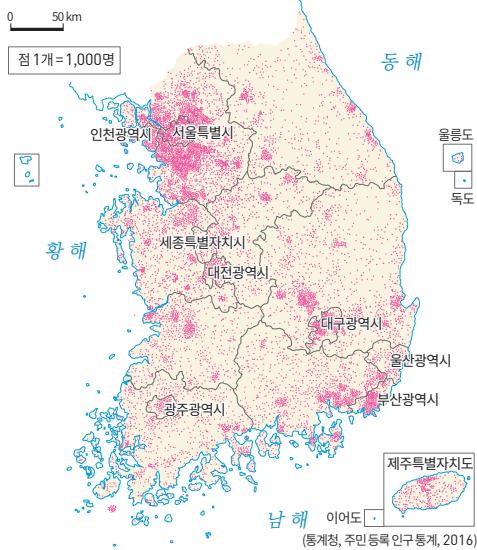 0 50 km
점 1개 = 1,000명
동해
인천광역시
서울특별시
울릉도
독도
황해
세종특별자치시
대전광역시
대구광역시
울산광역시
부산광역시
광주광역시
제주특별자치도
남해
이어도
(통계청, 주민 등록 인구 통계, 2016)